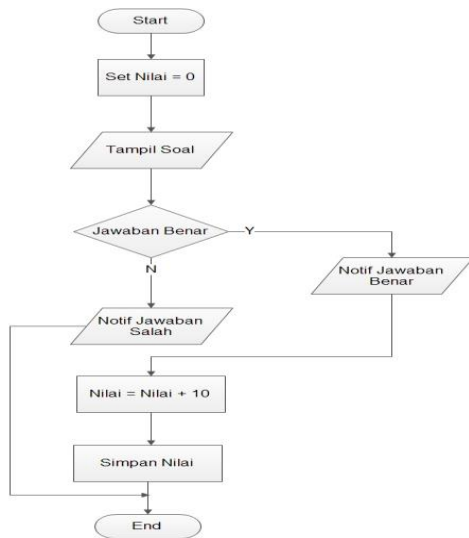 Start
Set Nilai = 0
Tampil Soal
Jawaban Benar
Y
N
Notif Jawaban
Benar
Notif Jawaban
Salah
Nilai = Nilai + 10
Simpan Nilai
End